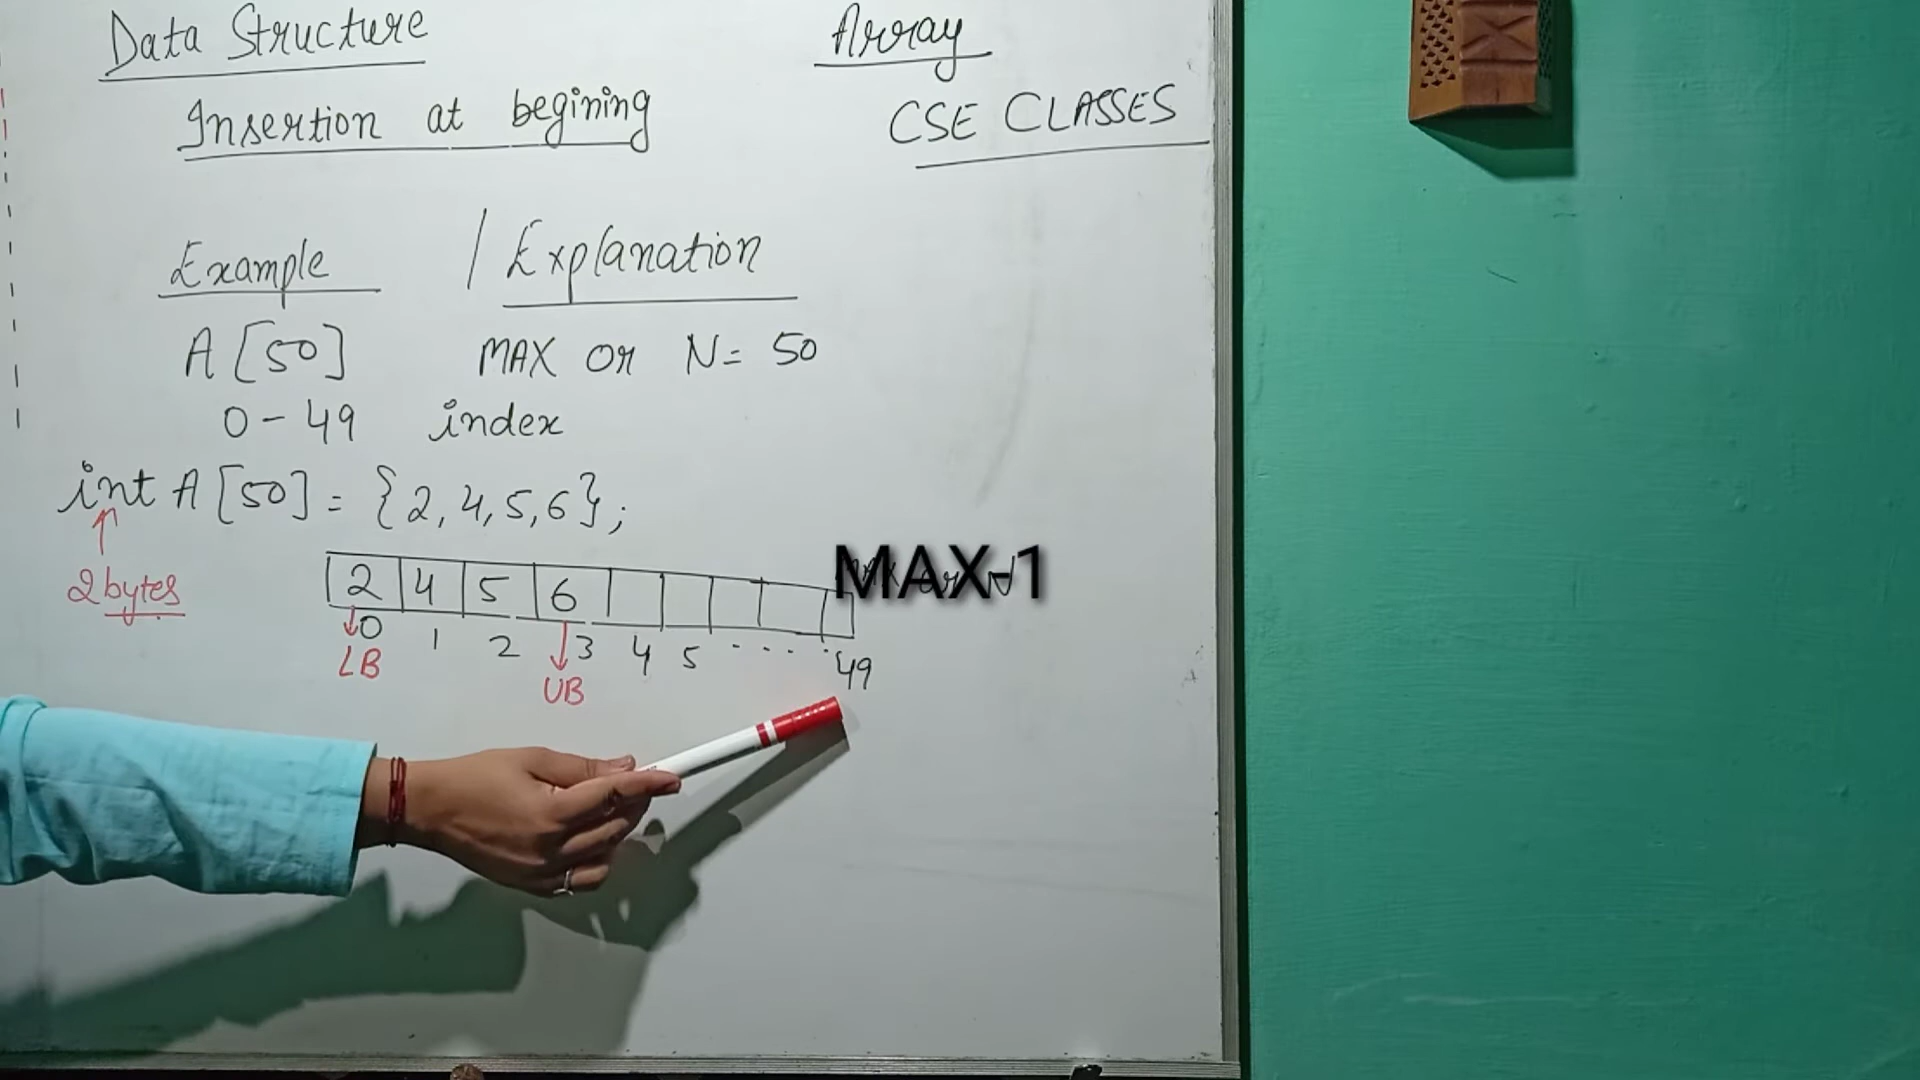 Data Structure
Array
Insertion at begining
CSE CLASSES
Example / Explanation
A [50] MAX or N= 50
0-49 index
int A [50] = {2,4,5,6};
2bytes
2 4 5 6
MAX-1
0 1 2 3 4 5 ..... 49
LB
UB